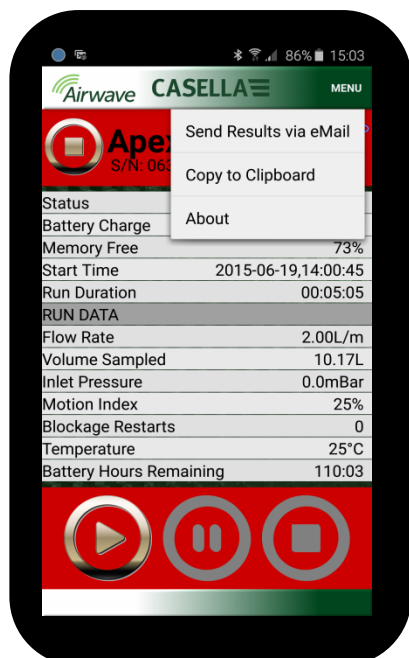 86% 15:03
Airwave CASELLA MENU
Send Results via eMail
Copy to Clipboard
About
Apex
S/N: 063
Status
Battery Charge
Memory Free 73%
Start Time 2015-06-19,14:00:45
Run Duration 00:05:05
RUN DATA
Flow Rate 2.00L/m
Volume Sampled 10.17L
Inlet Pressure 0.0mBar
Motion Index 25%
Blockage Restarts 0
Temperature 25°C
Battery Hours Remaining 110:03